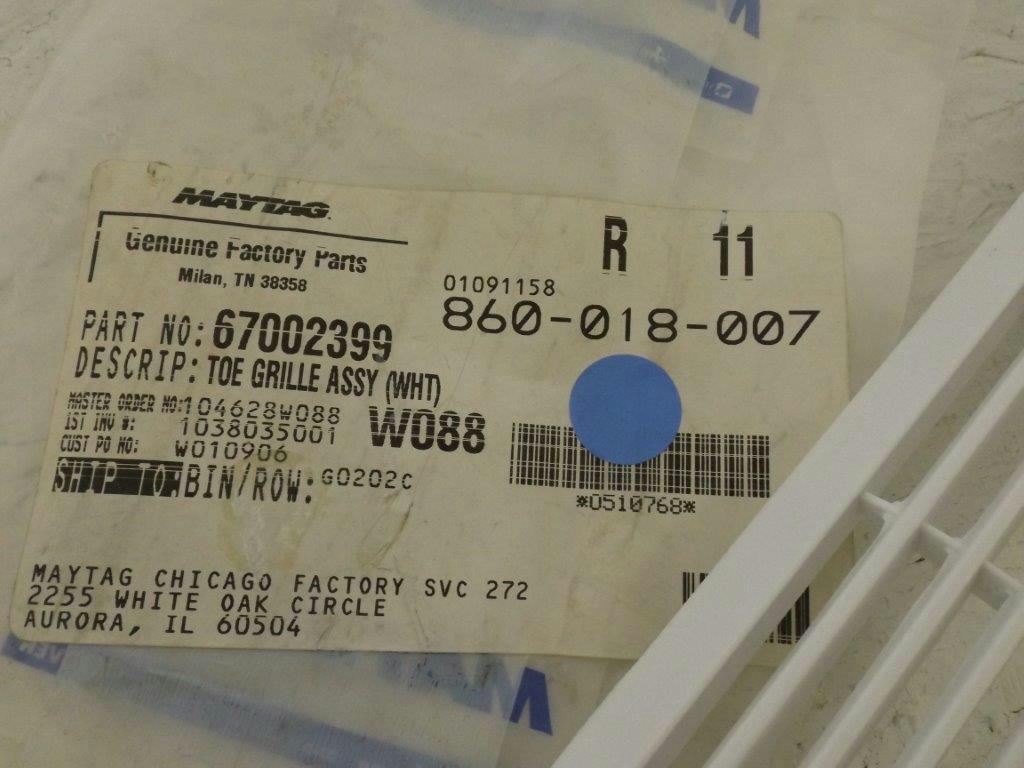 MAYTAG
Genuine Factory Parts
Milan, TN 38358
R 11
01091158
860-018-007
PART NO: 67002399
DESCRIP: TOE GRILLE ASSY (WHT)
MASTER ORDER NO: 104628W088
IST INV #: 1038035001
W088
CUST PO NO: W010906
SHIP TO: BIN/ROW: G0202C
*0510768*
MAYTAG CHICAGO FACTORY SVC 272
2255 WHITE OAK CIRCLE
AURORA, IL 60504